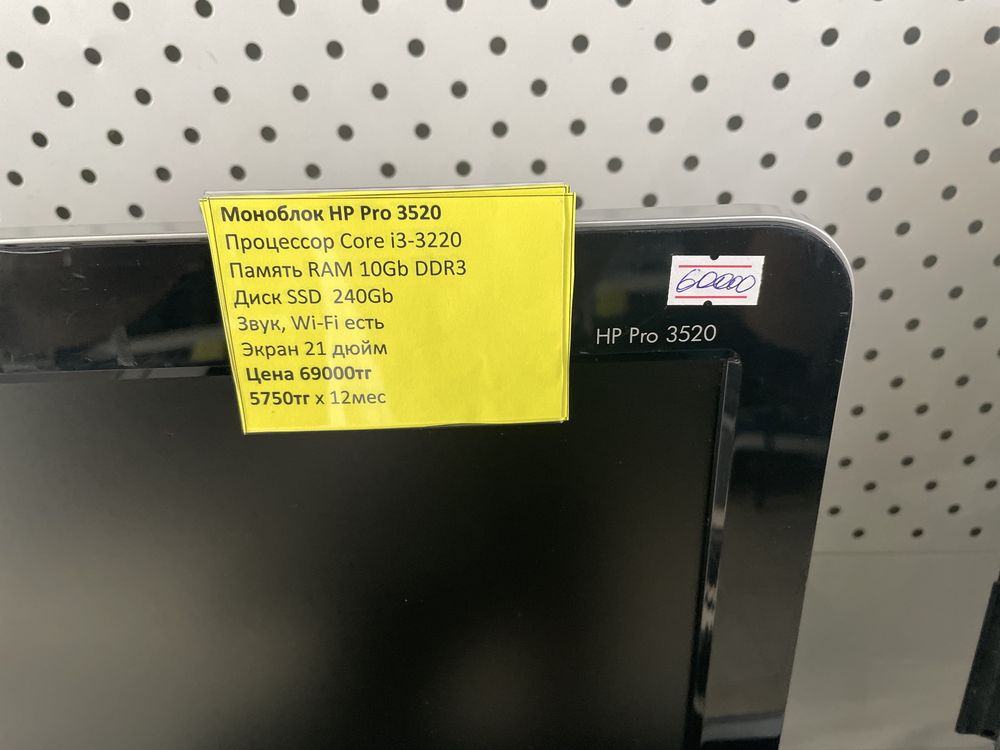 Моноблок HP Pro 3520
Процессор Core i3-3220
Память RAM 10Gb DDR3
Диск SSD 240Gb
Звук, Wi-Fi есть
Экран 21 дюйм
Цена 69000тг
5750тг х 12мес
60000
HP Pro 3520